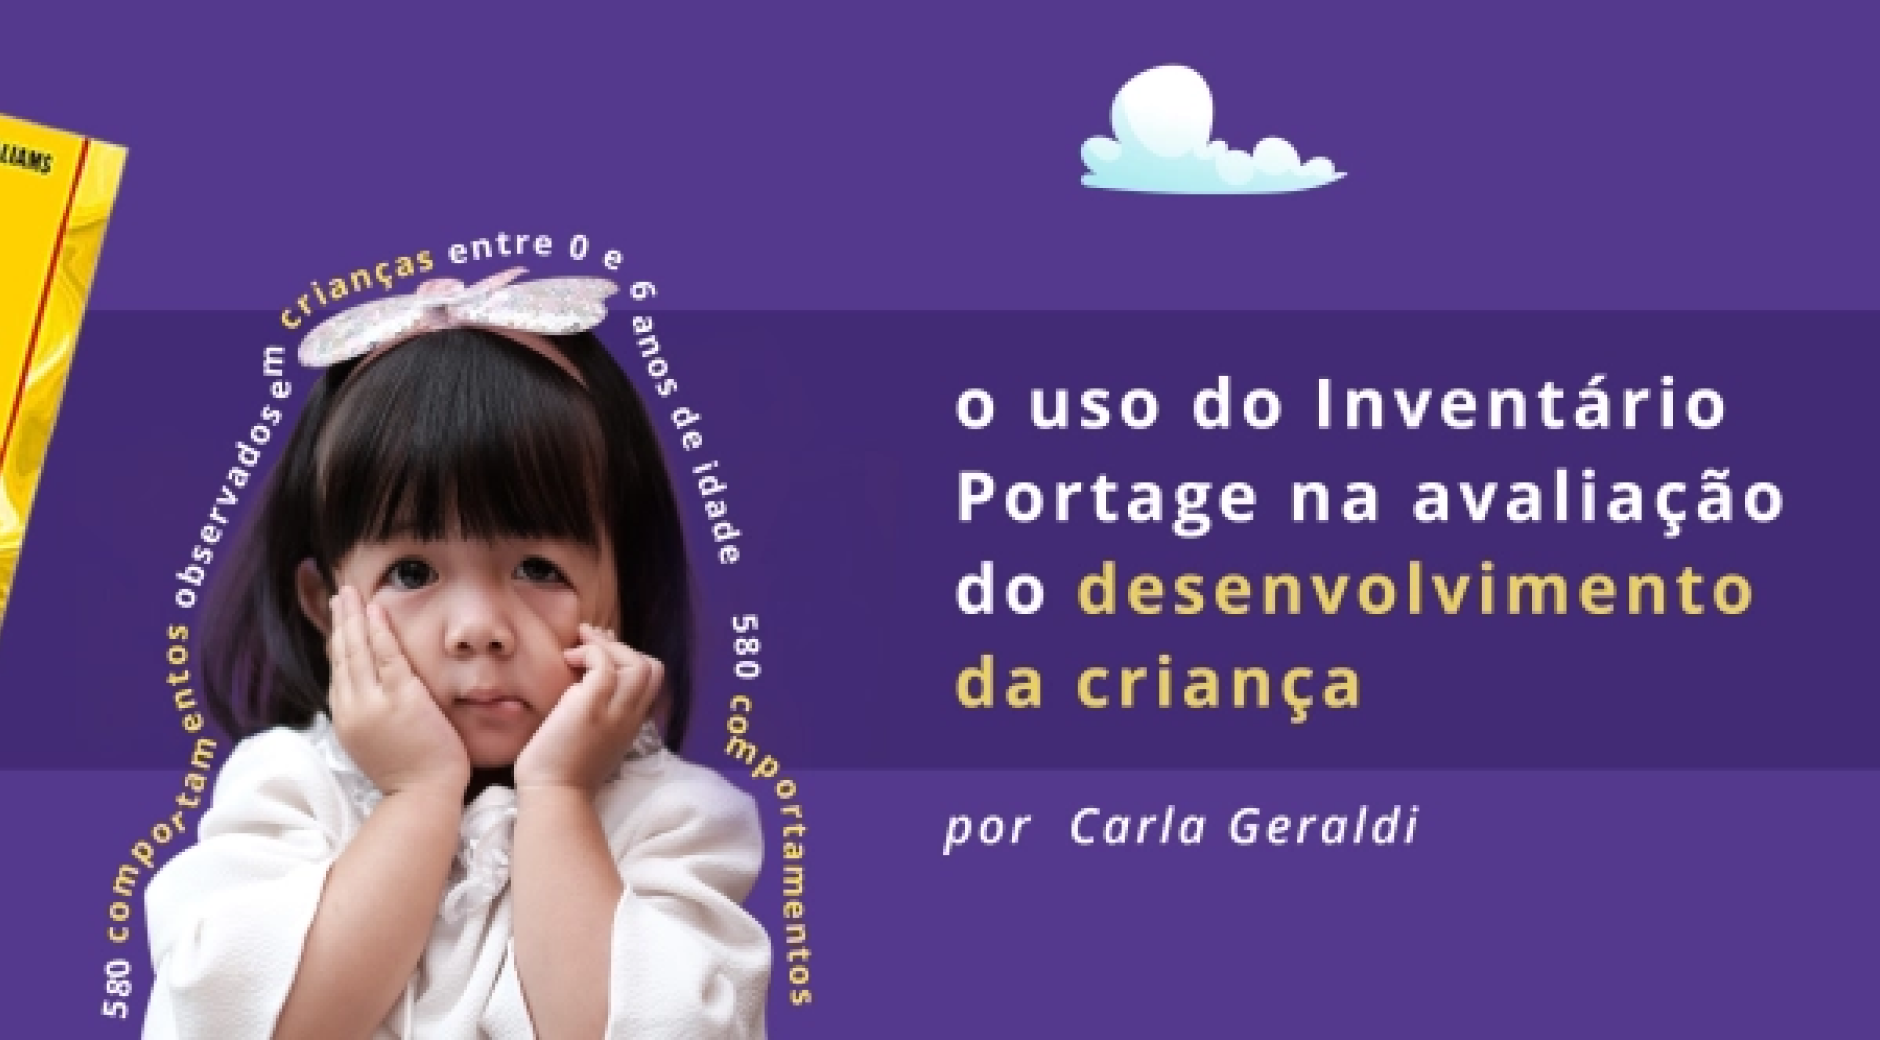 LIAMS
580 comportamentos observados em crianças entre 0 e 6 anos de idade 580 comportamentos
o uso do Inventário
Portage na avaliação
do desenvolvimento
da criança
por Carla Geraldi